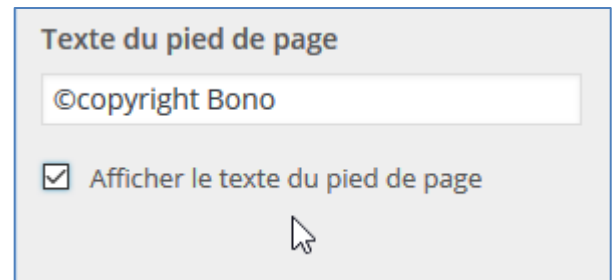 Texte du pied de page
©copyright Bono
Afficher le texte du pied de page